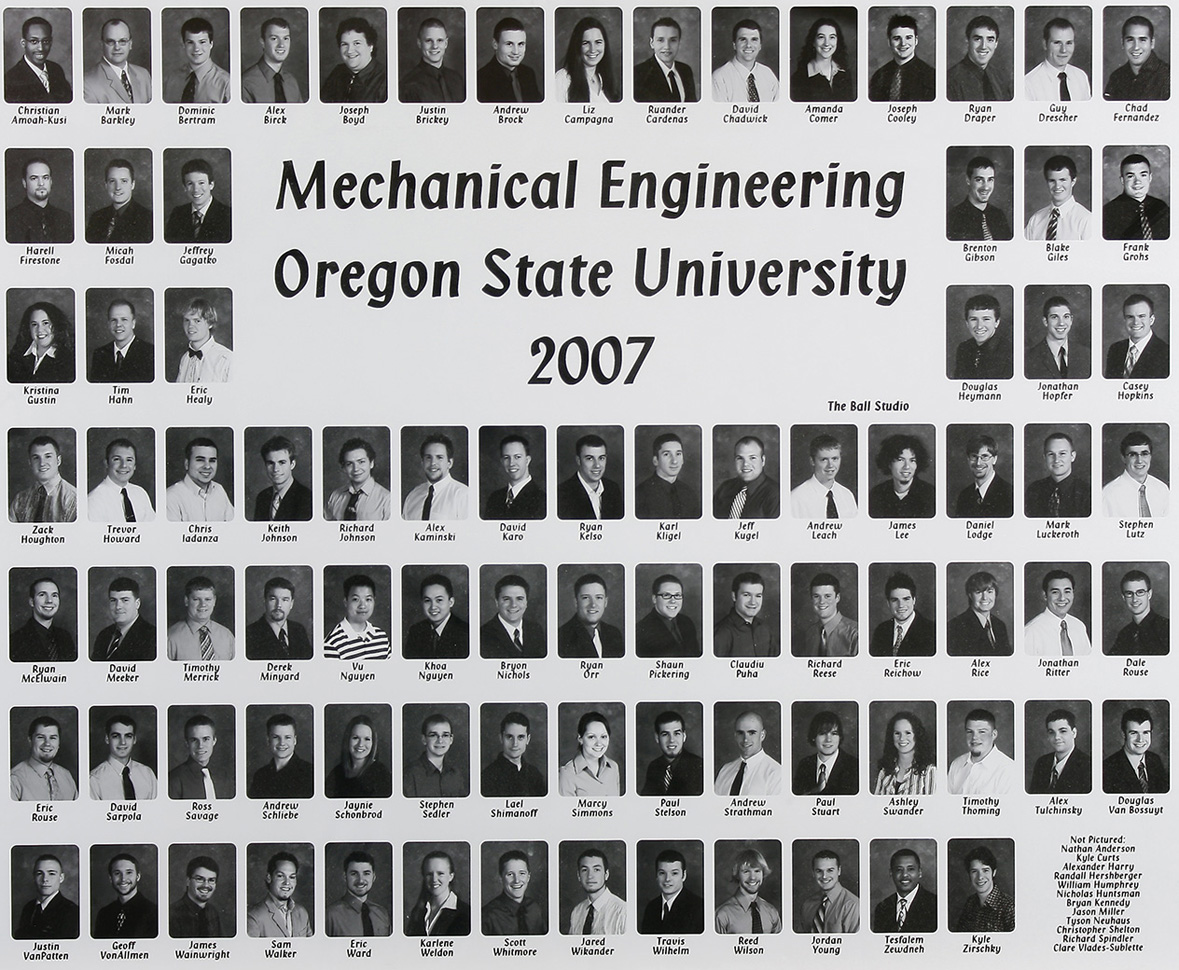 Christian Amoah-Kusi
Mark Barkley
Dominic Bertram
Alex Birck
Joseph Boyd
Justin Brickey
Andrew Brock
Liz Campagna
Ruander Cardenas
David Chadwick
Amanda Comer
Joseph Cooley
Ryan Draper
Guy Drescher
Chad Fernandez
Mechanical Engineering
Oregon State University
2007
The Ball Studio
Harell Firestone
Micah Fosdal
Jeffrey Gagatko
Brenton Gibson
Blake Giles
Frank Grohs
Kristina Gustin
Tim Hahn
Eric Healy
Douglas Heymann
Jonathan Hopfer
Casey Hopkins
Zack Houghton
Trevor Howard
Chris Iadanza
Keith Johnson
Richard Johnson
Alex Kaminski
David Karo
Ryan Kelso
Karl Kligel
Jeff Kugel
Andrew Leach
James Lee
Daniel Lodge
Mark Luckeroth
Stephen Lutz
Ryan McElwain
David Meeker
Timothy Merrick
Derek Minyard
Vu Nguyen
Khoa Nguyen
Bryon Nichols
Ryan Orr
Shaun Pickering
Claudiu Puha
Richard Reese
Eric Reichow
Alex Rice
Jonathan Ritter
Dale Rouse
Eric Rouse
David Sarpola
Ross Savage
Andrew Schliebe
Jaynie Schonbrod
Stephen Sedler
Lael Shimanoff
Marcy Simmons
Paul Stelson
Andrew Strathman
Paul Stuart
Ashley Swander
Timothy Thoming
Alex Tulchinsky
Douglas Van Bossuyt
Justin VanPatten
Geoff VonAllmen
James Wainwright
Sam Walker
Eric Ward
Karlene Weldon
Scott Whitmore
Jared Wikander
Travis Wilhelm
Reed Wilson
Jordan Young
Tesfalem Zewdneh
Kyle Zirschky
Not Pictured:
Nathan Anderson
Kyle Curts
Alexander Harry
Randall Hershberger
William Humphrey
Nicholas Huntsman
Bryan Kennedy
Jason Miller
Tyson Neuhaus
Christopher Shelton
Richard Spindler
Clare Vlades-Sublette